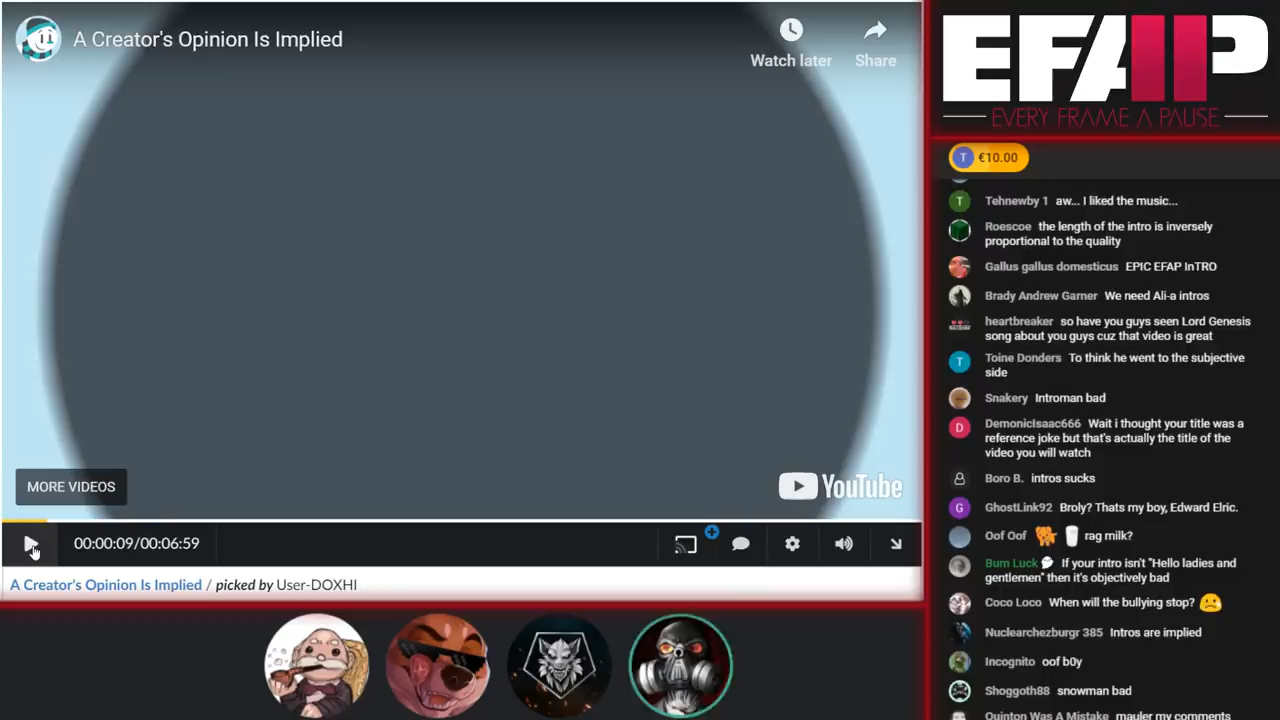 A Creator's Opinion Is Implied
Watch later
Share
MORE VIDEOS
YouTube
00:00:09/00:06:59
A Creator's Opinion Is Implied / picked by User-DOXHI
EFAP
EVERY FRAME A PAUSE
T €10.00
T Tehnewby 1 aw... I liked the music...
Roescoe the length of the intro is inversely
proportional to the quality
Gallus gallus domesticus EPIC EFAP InTRO
Brady Andrew Garner We need Ali-a intros
heartbreaker so have you guys seen Lord Genesis
song about you guys cuz that video is great
T Toine Donders To think he went to the subjective
side
Snakery Introman bad
D DemonicIsaac666 Wait i thought your title was a
reference joke but that's actually the title of the
video you will watch
Boro B. intros sucks
G GhostLink92 Broly? Thats my boy, Edward Elric.
Oof Oof rag milk?
Bum Luck If your intro isn't "Hello ladies and
gentlemen" then it's objectively bad
Coco Loco When will the bullying stop?
Nuclearchezburgr 385 Intros are implied
Incognito oof b0y
Shoggoth88 snowman bad
Quinton Was A Mistake mauler my comments